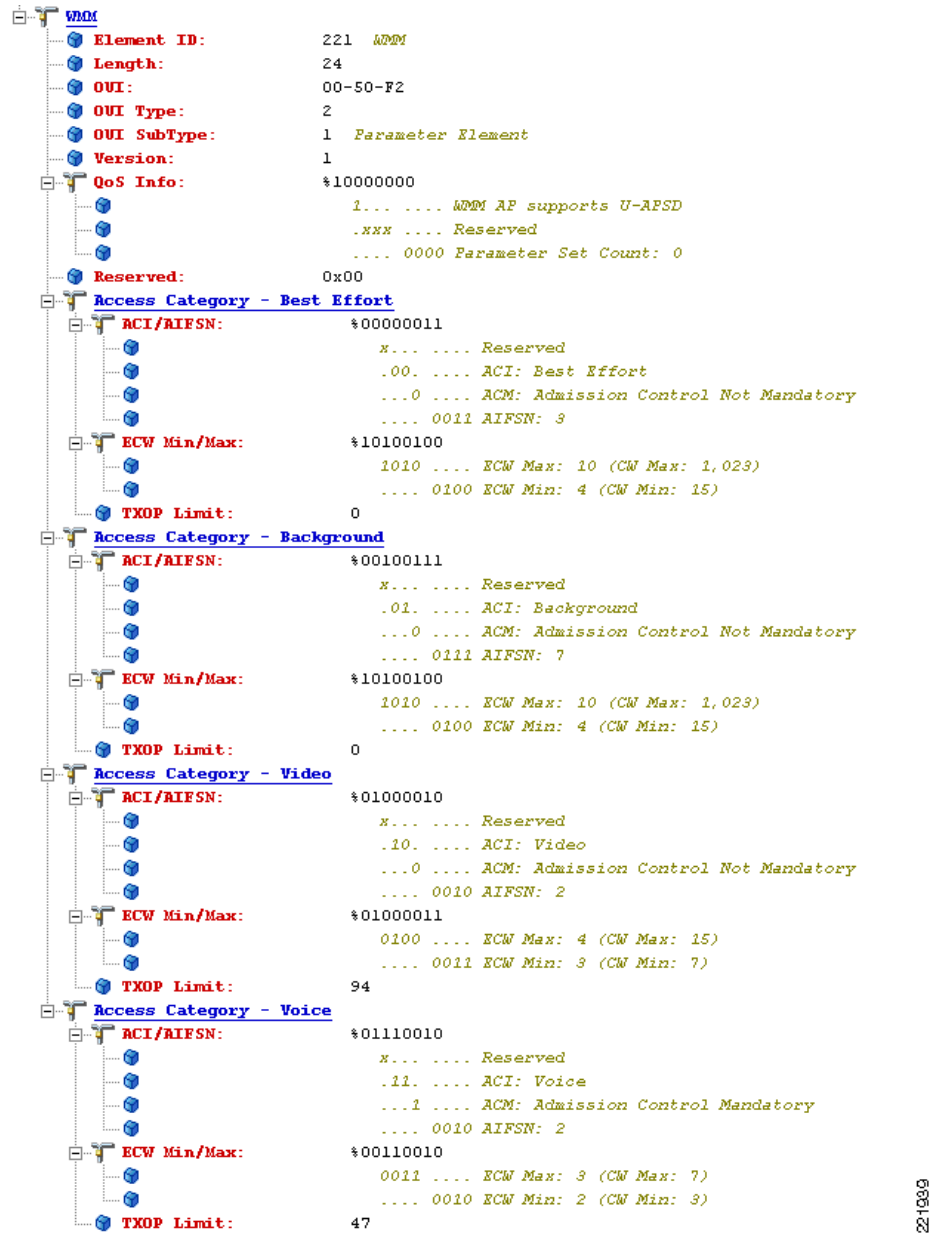 WMM
Element ID: 221 WMM
Length: 24
OUI: 00-50-F2
OUI Type: 2
OUI SubType: 1 Parameter Element
Version: 1
QoS Info: %10000000
1... .... WMM AP supports U-APSD
.xxx .... Reserved
.... 0000 Parameter Set Count: 0
Reserved: 0x00
Access Category - Best Effort
ACI/AIFSN: %00000011
x... .... Reserved
.00. .... ACI: Best Effort
...0 .... ACM: Admission Control Not Mandatory
.... 0011 AIFSN: 3
ECW Min/Max: %10100100
1010 .... ECW Max: 10 (CW Max: 1,023)
.... 0100 ECW Min: 4 (CW Min: 15)
TXOP Limit: 0
Access Category - Background
ACI/AIFSN: %00100111
x... .... Reserved
.01. .... ACI: Background
...0 .... ACM: Admission Control Not Mandatory
.... 0111 AIFSN: 7
ECW Min/Max: %10100100
1010 .... ECW Max: 10 (CW Max: 1,023)
.... 0100 ECW Min: 4 (CW Min: 15)
TXOP Limit: 0
Access Category - Video
ACI/AIFSN: %01000010
x... .... Reserved
.10. .... ACI: Video
...0 .... ACM: Admission Control Not Mandatory
.... 0010 AIFSN: 2
ECW Min/Max: %01000011
0100 .... ECW Max: 4 (CW Max: 15)
.... 0011 ECW Min: 3 (CW Min: 7)
TXOP Limit: 94
Access Category - Voice
ACI/AIFSN: %01110010
x... .... Reserved
.11. .... ACI: Voice
...1 .... ACM: Admission Control Mandatory
.... 0010 AIFSN: 2
ECW Min/Max: %00110010
0011 .... ECW Max: 3 (CW Max: 7)
.... 0010 ECW Min: 2 (CW Min: 3)
TXOP Limit: 47
221939